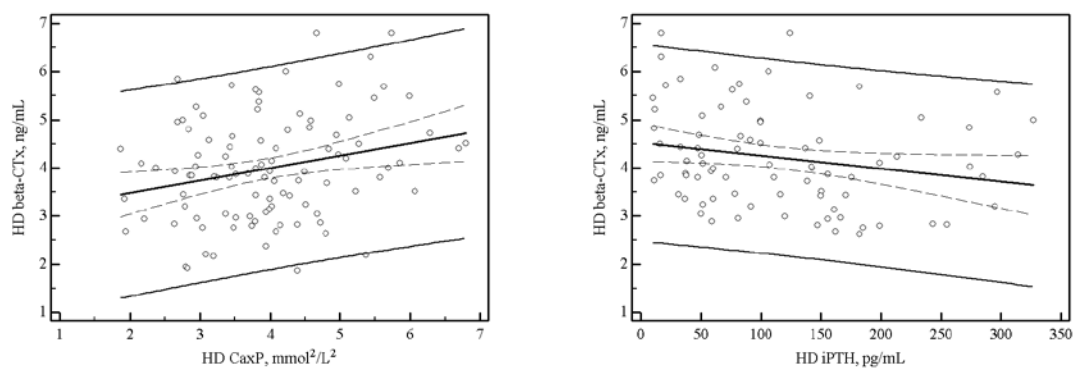 7
6
5
4
3
2
1
HD beta-CTx, ng/mL
1 2 3 4 5 6 7
HD CaxP, mmol²/L²
7
6
5
4
3
2
1
HD beta-CTx, ng/mL
0 50 100 150 200 250 300 350
HD iPTH, pg/mL